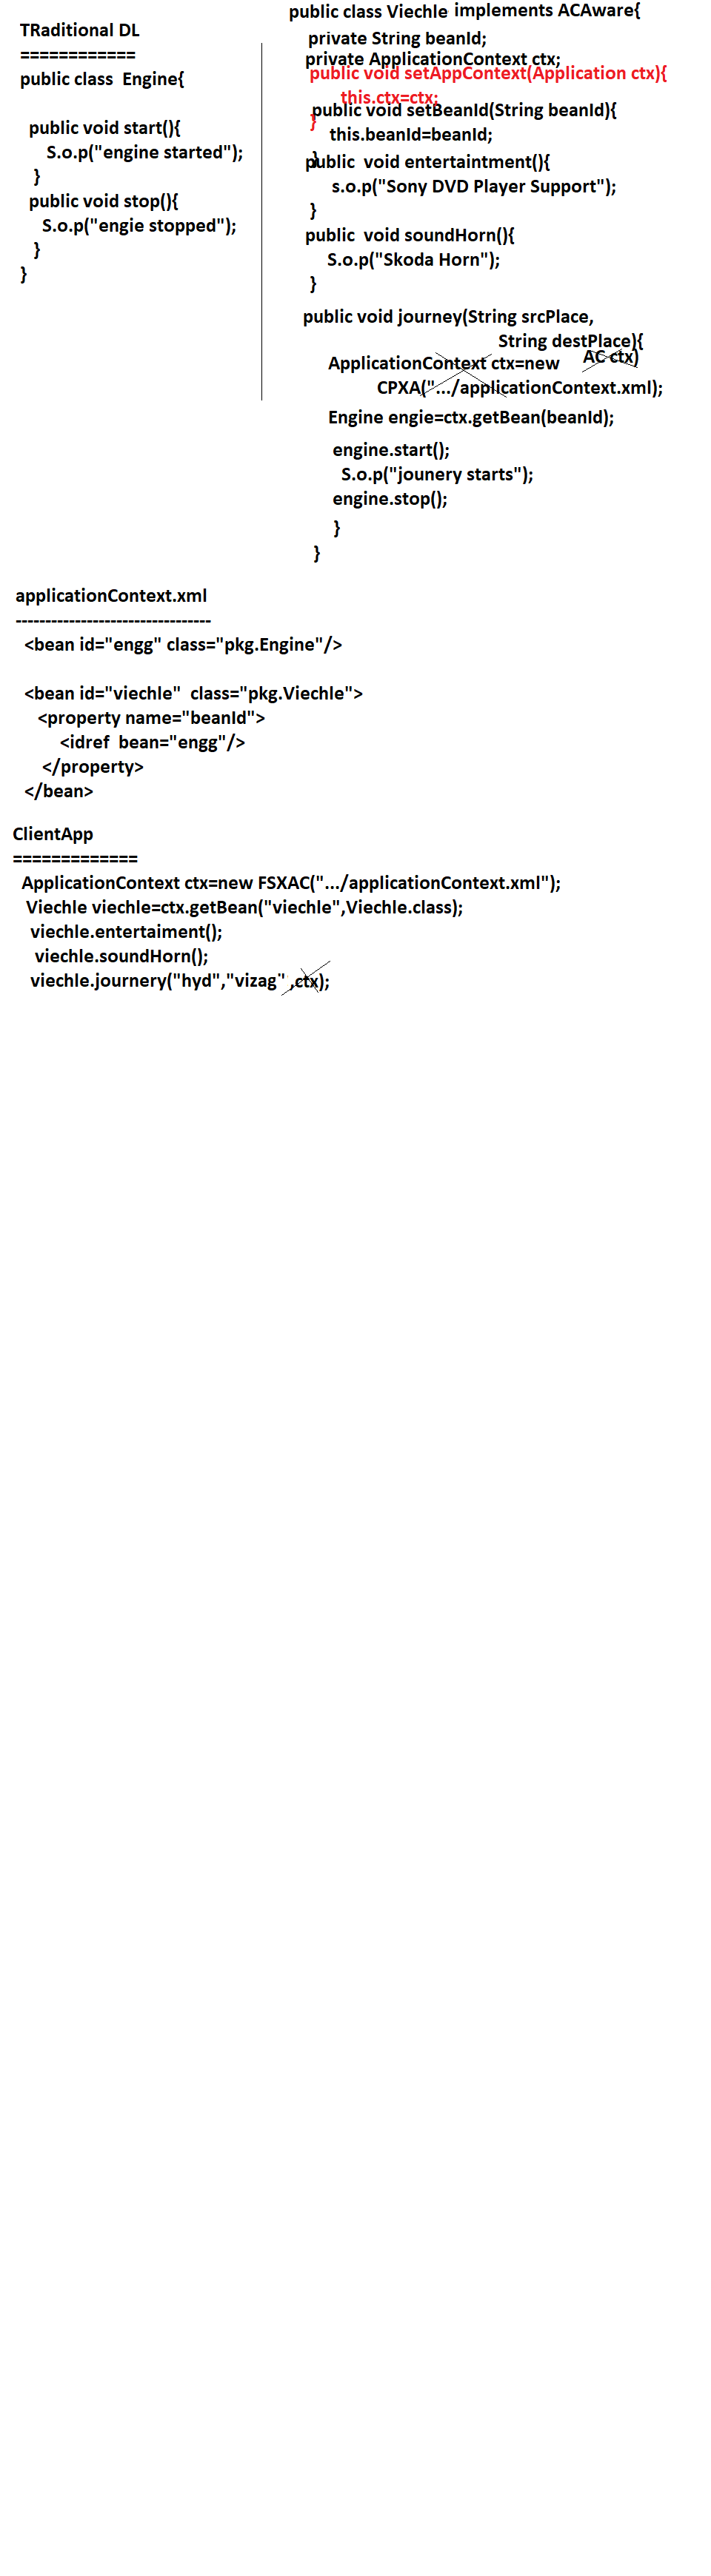 TRaditional DL
============
public class  Engine{
public void start(){
S.o.p("engine started");
}
public void stop(){
S.o.p("engie stopped");
}
}
public class Viechle implements ACAware{
private String beanId;
private ApplicationContext ctx;
public void setAppContext(Application ctx){
this.ctx=ctx;
}
public void setBeanId(String beanId){
this.beanId=beanId;
}
public  void entertaintment(){
s.o.p("Sony DVD Player Support");
}
public  void soundHorn(){
S.o.p("Skoda Horn");
}
public void journey(String srcPlace,
String destPlace){
AC ctx)
ApplicationContext ctx=new
CPXA(".../applicationContext.xml);
Engine engie=ctx.getBean(beanId);
engine.start();
S.o.p("jounery starts");
engine.stop();
}
}
applicationContext.xml
---------------------------------
<bean id="engg" class="pkg.Engine"/>
<bean id="viechle"  class="pkg.Viechle">
<property name="beanId">
<idref  bean="engg"/>
</property>
</bean>
ClientApp
=============
ApplicationContext ctx=new FSXAC(".../applicationContext.xml");
Viechle viechle=ctx.getBean("viechle",Viechle.class);
viechle.entertaiment();
viechle.soundHorn();
viechle.journery("hyd","vizag" ,ctx);